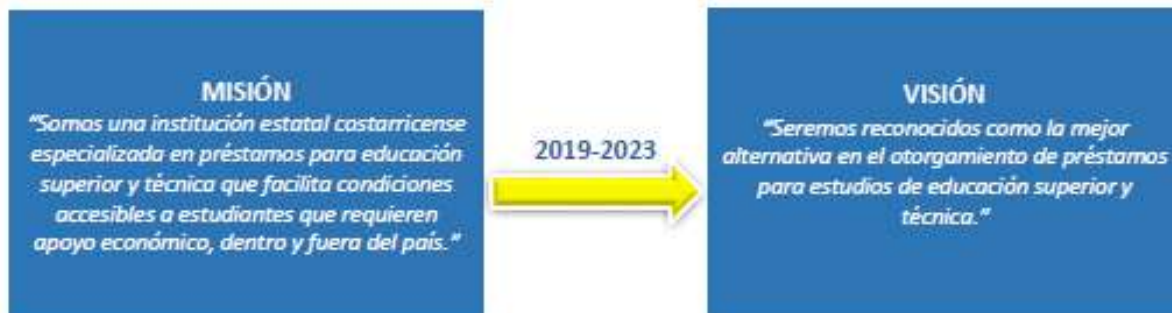 MISIÓN
“Somos una institución estatal costarricense
especializada en préstamos para educación
superior y técnica que facilita condiciones
accesibles a estudiantes que requieren
apoyo económico, dentro y fuera del país.”
2019-2023
VISIÓN
“Seremos reconocidos como la mejor
alternativa en el otorgamiento de préstamos
para estudios de educación superior y
técnica.”